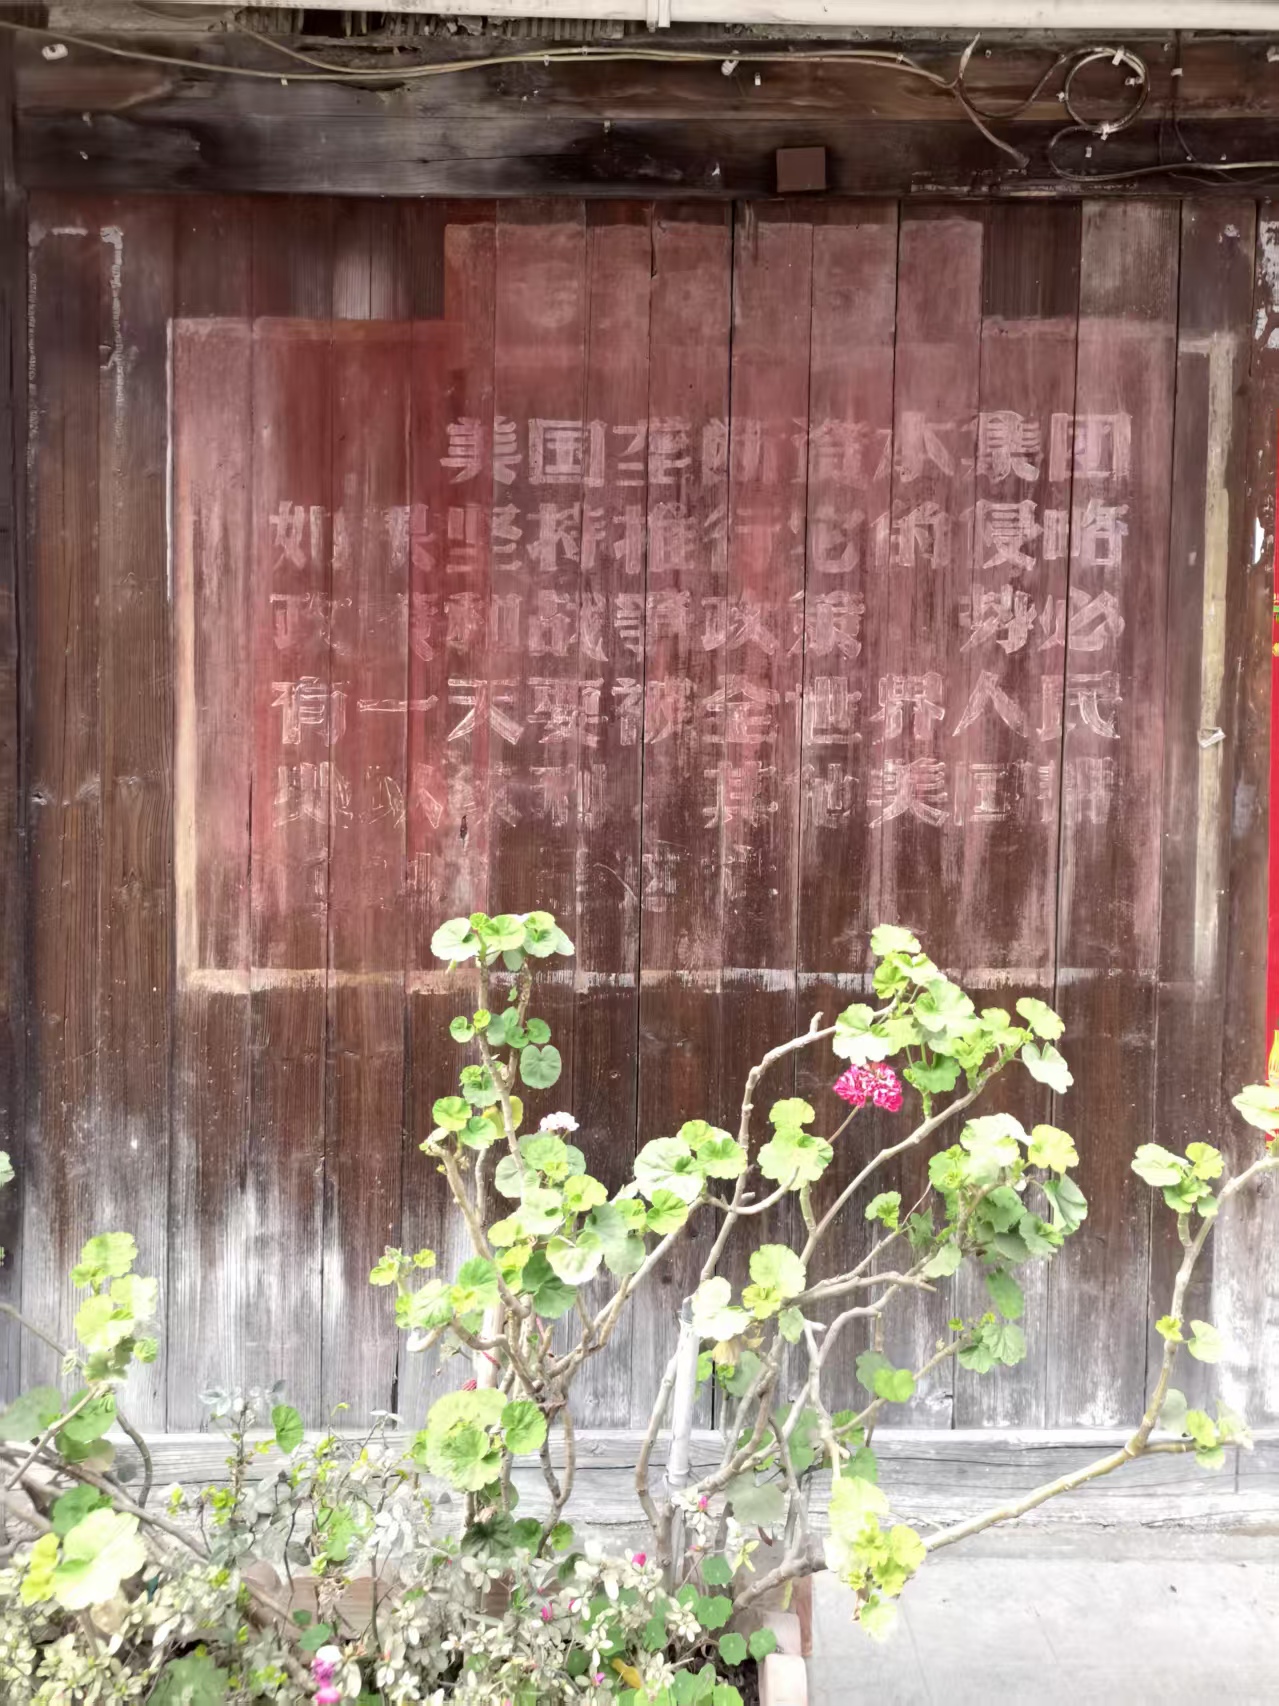 美国垄断资本集团
如果坚持推行它的侵略
政策和战争政策 势必
有一天要被全世界人民
处以绞刑 其他美国帮